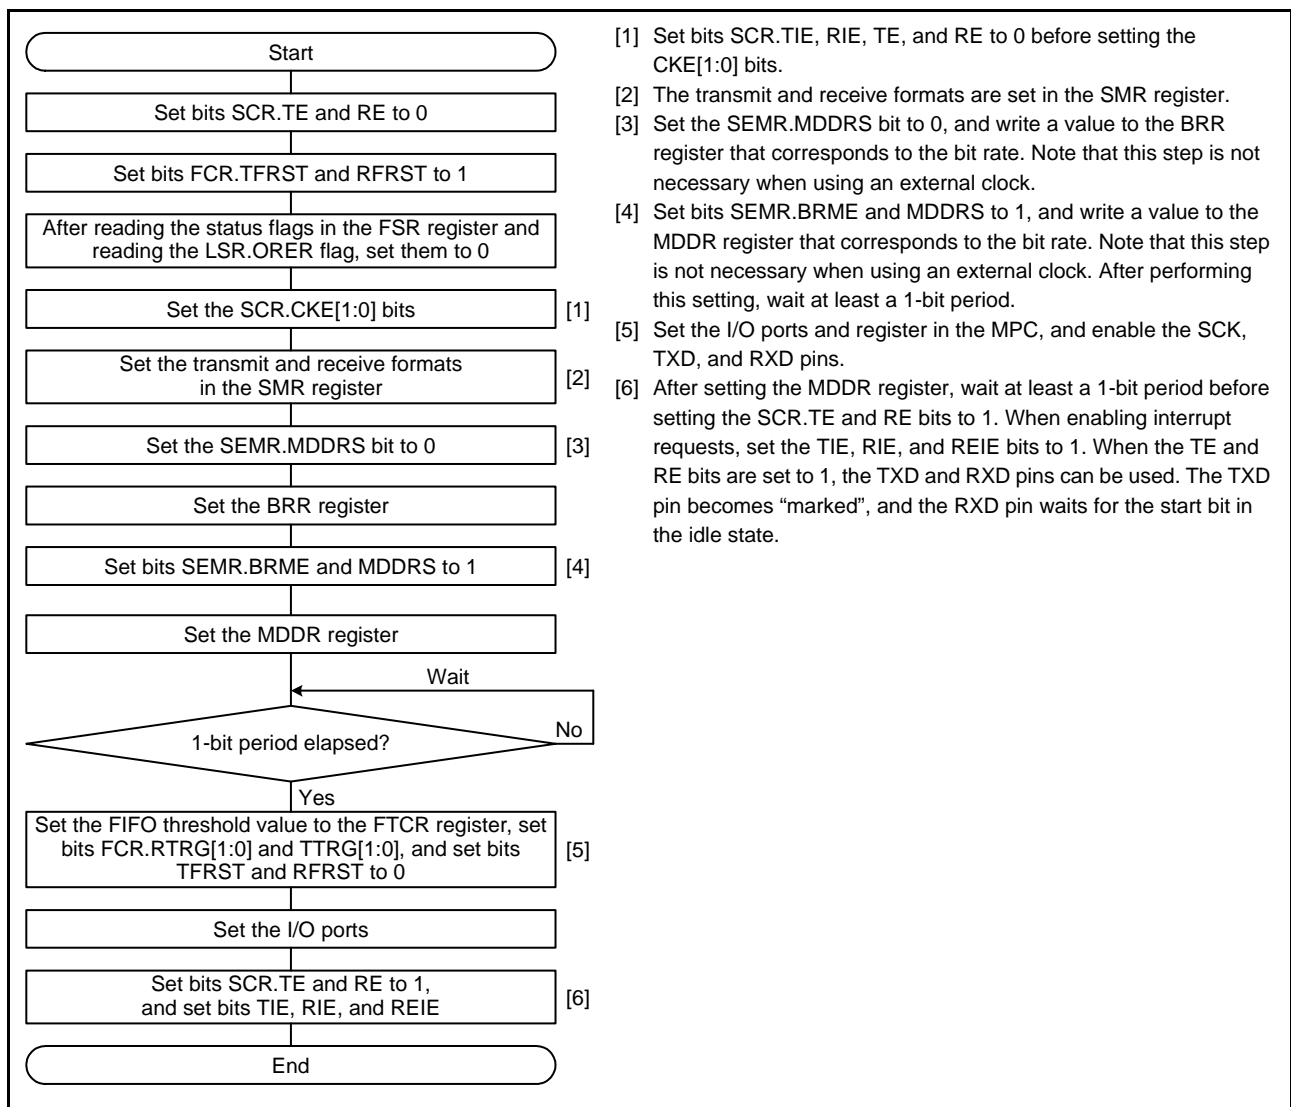 Start
Set bits SCR.TE and RE to 0
Set bits FCR.TFRST and RFRST to 1
After reading the status flags in the FSR register and
reading the LSR.ORER flag, set them to 0
Set the SCR.CKE[1:0] bits
[1]
Set the transmit and receive formats
in the SMR register
[2]
Set the SEMR.MDDRS bit to 0
[3]
Set the BRR register
Set bits SEMR.BRME and MDDRS to 1
[4]
Set the MDDR register
Wait
1-bit period elapsed?
No
Yes
Set the FIFO threshold value to the FTCR register, set
bits FCR.RTRG[1:0] and TTRG[1:0], and set bits
TFRST and RFRST to 0
[5]
Set the I/O ports
Set bits SCR.TE and RE to 1,
and set bits TIE, RIE, and REIE
[6]
End
[1] Set bits SCR.TIE, RIE, TE, and RE to 0 before setting the
CKE[1:0] bits.
[2] The transmit and receive formats are set in the SMR register.
[3] Set the SEMR.MDDRS bit to 0, and write a value to the BRR
register that corresponds to the bit rate. Note that this step is not
necessary when using an external clock.
[4] Set bits SEMR.BRME and MDDRS to 1, and write a value to the
MDDR register that corresponds to the bit rate. Note that this step
is not necessary when using an external clock. After performing
this setting, wait at least a 1-bit period.
[5] Set the I/O ports and register in the MPC, and enable the SCK,
TXD, and RXD pins.
[6] After setting the MDDR register, wait at least a 1-bit period before
setting the SCR.TE and RE bits to 1. When enabling interrupt
requests, set the TIE, RIE, and REIE bits to 1. When the TE and
RE bits are set to 1, the TXD and RXD pins can be used. The TXD
pin becomes “marked”, and the RXD pin waits for the start bit in
the idle state.